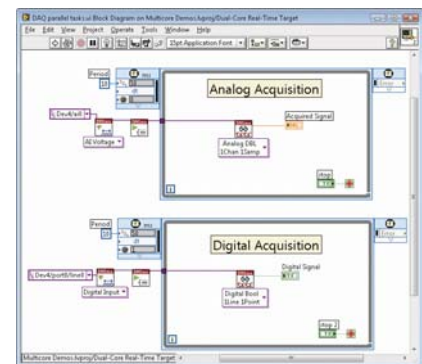 DAQ parallel tasks.vi Block Diagram on Multicore Demos.lvproj/Dual-Core Real-Time Target
File Edit View Project Operate Tools Window Help
15pt Application Font
Period
ms
Analog Acquisition
Error
Dev4/ai0
AI Voltage
Acquired Signal
Analog DBL
1Chan 1Samp
stop
i
Period
ms
Digital Acquisition
Error
Dev4/port0/line0
Digital Input
Digital Signal
Digital Bool
1Line 1Point
stop 2
i
Multicore Demos.lvproj/Dual-Core Real-Time Target